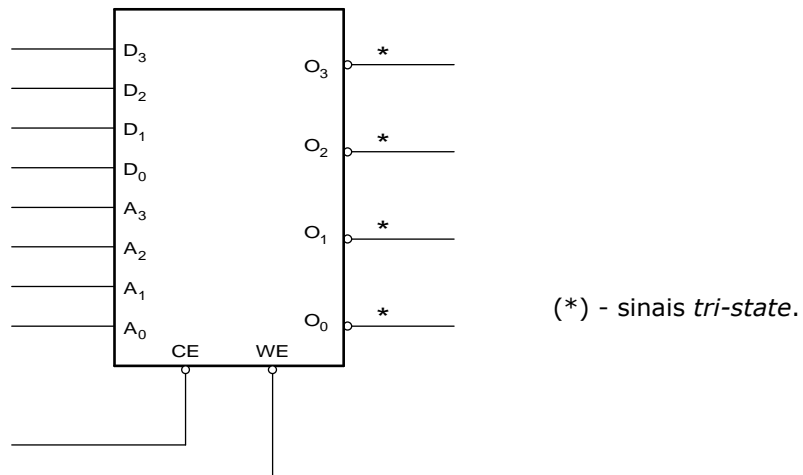 D₃
D₂
D₁
D₀
A₃
A₂
A₁
A₀
O₃ *
O₂ *
O₁ *
O₀ *
CE WE
(*) - sinais tri-state.